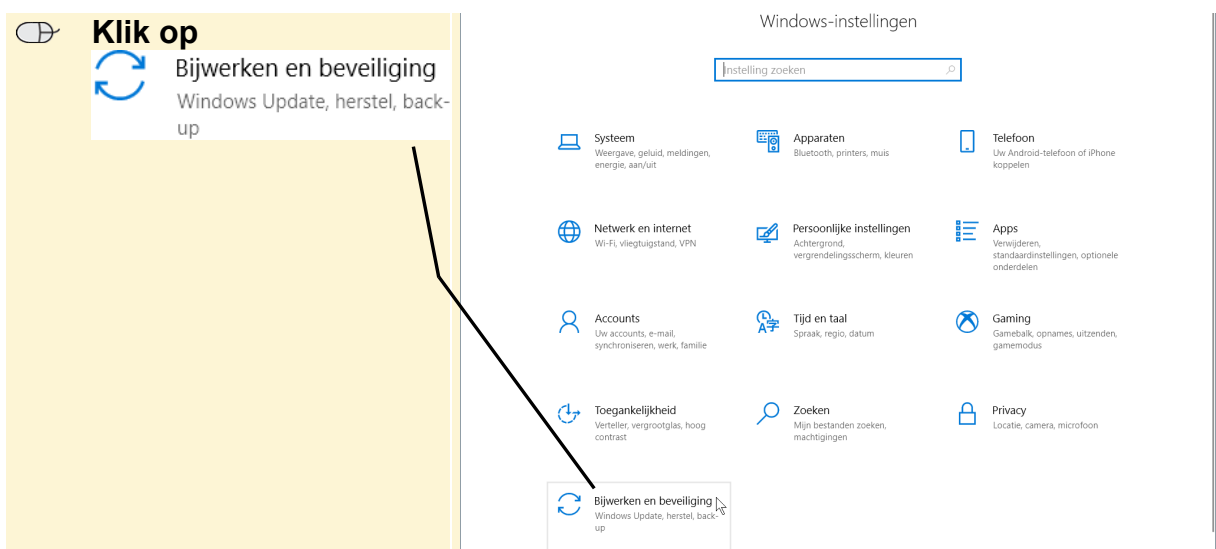 Klik op
Bijwerken en beveiliging
Windows Update, herstel, back-
up
Windows-instellingen
Instelling zoeken
Systeem
Weergave, geluid, meldingen,
energie, aan/uit
Apparaten
Bluetooth, printers, muis
Telefoon
Uw Android-telefoon of iPhone
koppelen
Netwerk en internet
Wi-Fi, vliegtuigstand, VPN
Persoonlijke instellingen
Achtergrond,
vergrendelingsscherm, kleuren
Apps
Verwijderen,
standaardinstellingen, optionele
onderdelen
Accounts
Uw accounts, e-mail,
synchroniseren, werk, familie
Tijd en taal
Spraak, regio, datum
Gaming
Gamebalk, opnames, uitzenden,
gamemodus
Toegankelijkheid
Verteller, vergrootglas, hoog
contrast
Zoeken
Mijn bestanden zoeken,
machtigingen
Privacy
Locatie, camera, microfoon
Bijwerken en beveiliging
Windows Update, herstel, back-
up